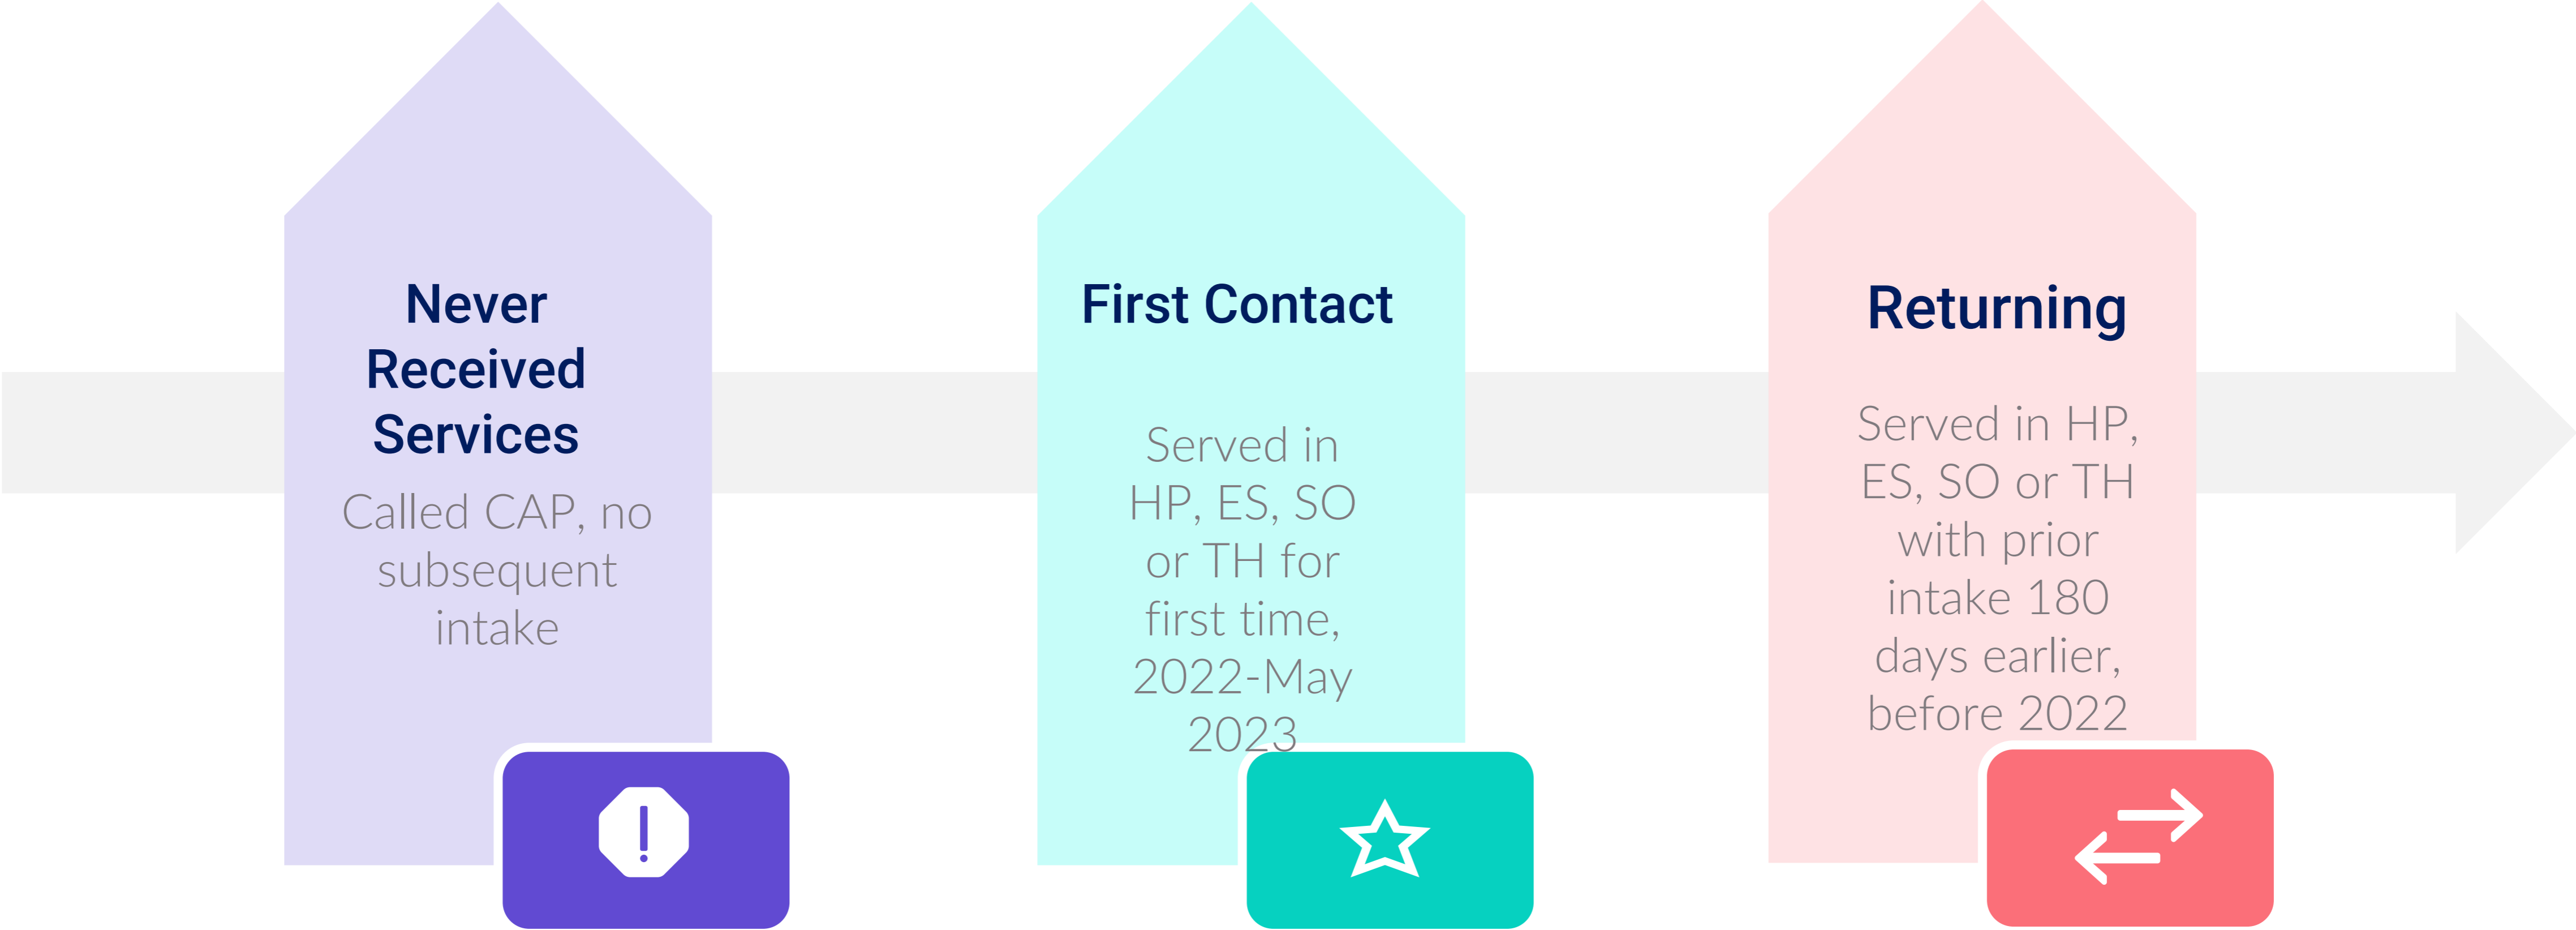 Never
Received
Services
Called CAP, no
subsequent
intake
First Contact
Served in
HP, ES, SO
or TH for
first time,
2022-May
2023
Returning
Served in HP,
ES, SO or TH
with prior
intake 180
days earlier,
before 2022